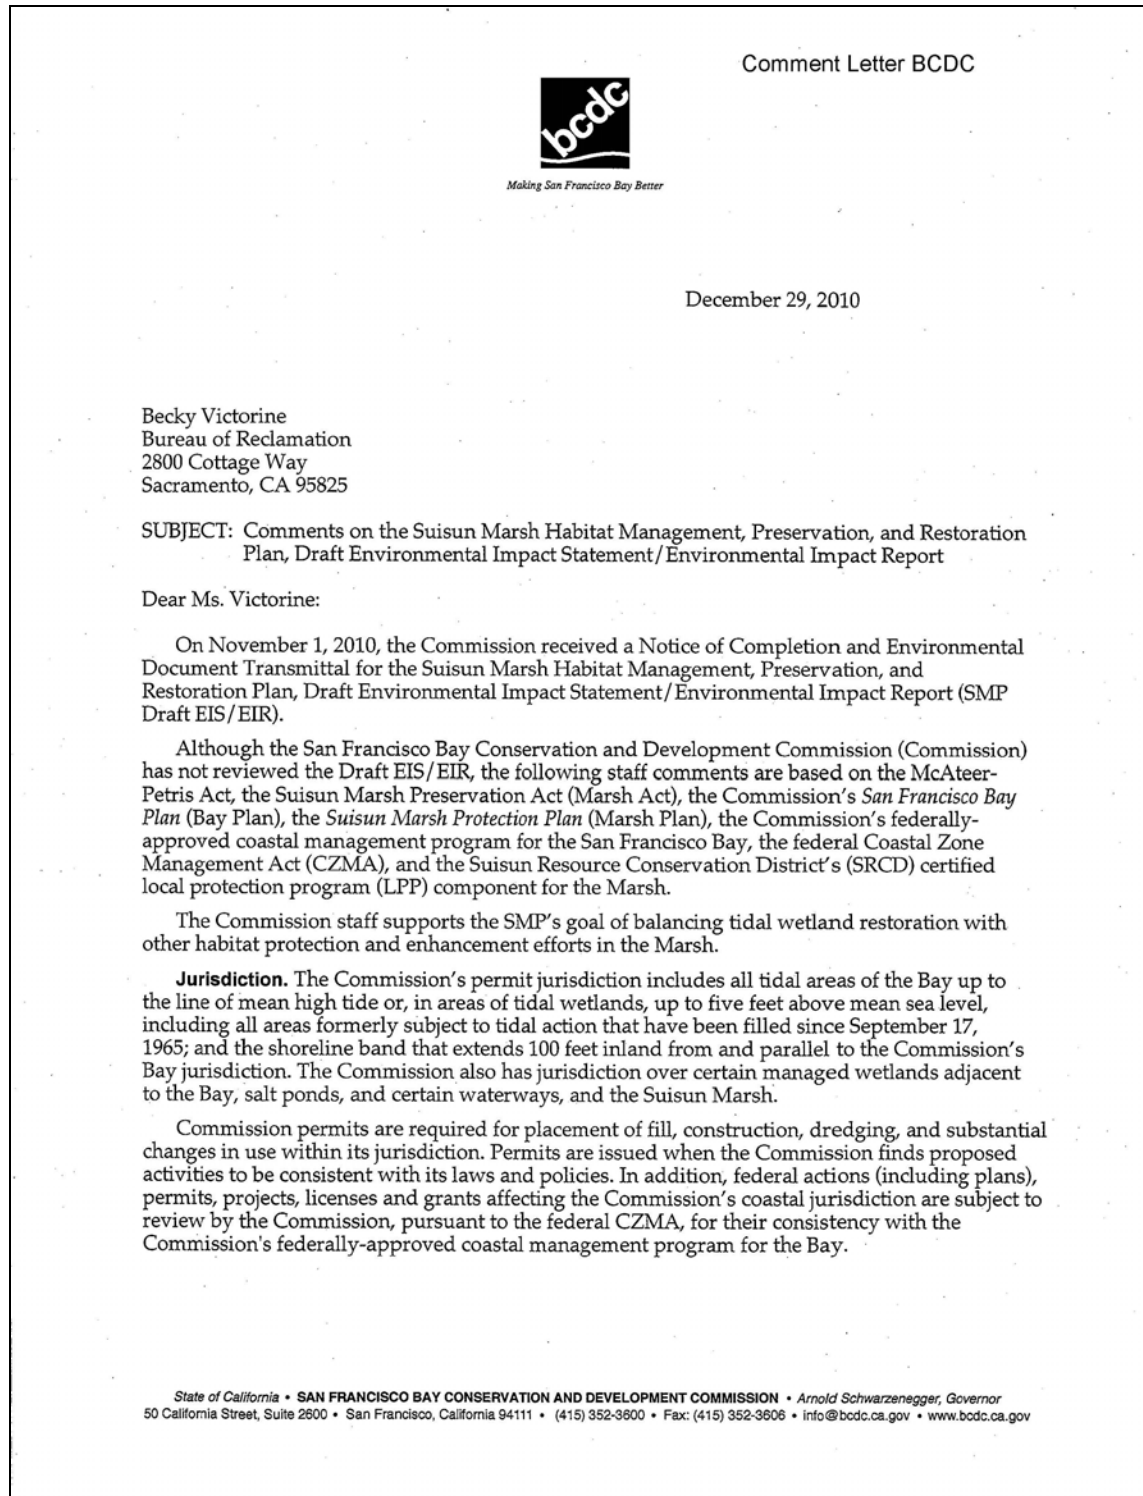 Comment Letter BCDC
bcdc
Making San Francisco Bay Better
December 29, 2010
Becky Victorine
Bureau of Reclamation
2800 Cottage Way
Sacramento, CA 95825
SUBJECT: Comments on the Suisun Marsh Habitat Management, Preservation, and Restoration
Plan, Draft Environmental Impact Statement/Environmental Impact Report
Dear Ms. Victorine:
On November 1, 2010, the Commission received a Notice of Completion and Environmental
Document Transmittal for the Suisun Marsh Habitat Management, Preservation, and
Restoration Plan, Draft Environmental Impact Statement/Environmental Impact Report (SMP
Draft EIS/EIR).
Although the San Francisco Bay Conservation and Development Commission (Commission)
has not reviewed the Draft EIS/EIR, the following staff comments are based on the McAteer-
Petris Act, the Suisun Marsh Preservation Act (Marsh Act), the Commission's San Francisco Bay
Plan (Bay Plan), the Suisun Marsh Protection Plan (Marsh Plan), the Commission's federally-
approved coastal management program for the San Francisco Bay, the federal Coastal Zone
Management Act (CZMA), and the Suisun Resource Conservation District's (SRCD) certified
local protection program (LPP) component for the Marsh.
The Commission staff supports the SMP's goal of balancing tidal wetland restoration with
other habitat protection and enhancement efforts in the Marsh.
Jurisdiction. The Commission's permit jurisdiction includes all tidal areas of the Bay up to
the line of mean high tide or, in areas of tidal wetlands, up to five feet above mean sea level,
including all areas formerly subject to tidal action that have been filled since September 17,
1965; and the shoreline band that extends 100 feet inland from and parallel to the Commission's
Bay jurisdiction. The Commission also has jurisdiction over certain managed wetlands adjacent
to the Bay, salt ponds, and certain waterways, and the Suisun Marsh.
Commission permits are required for placement of fill, construction, dredging, and substantial
changes in use within its jurisdiction. Permits are issued when the Commission finds proposed
activities to be consistent with its laws and policies. In addition, federal actions (including plans),
permits, projects, licenses and grants affecting the Commission's coastal jurisdiction are subject to
review by the Commission, pursuant to the federal CZMA, for their consistency with the
Commission's federally-approved coastal management program for the Bay.
State of California • SAN FRANCISCO BAY CONSERVATION AND DEVELOPMENT COMMISSION • Arnold Schwarzenegger, Governor
50 California Street, Suite 2600 • San Francisco, California 94111 • (415) 352-3600 • Fax: (415) 352-3606 • info@bcdc.ca.gov • www.bcdc.ca.gov